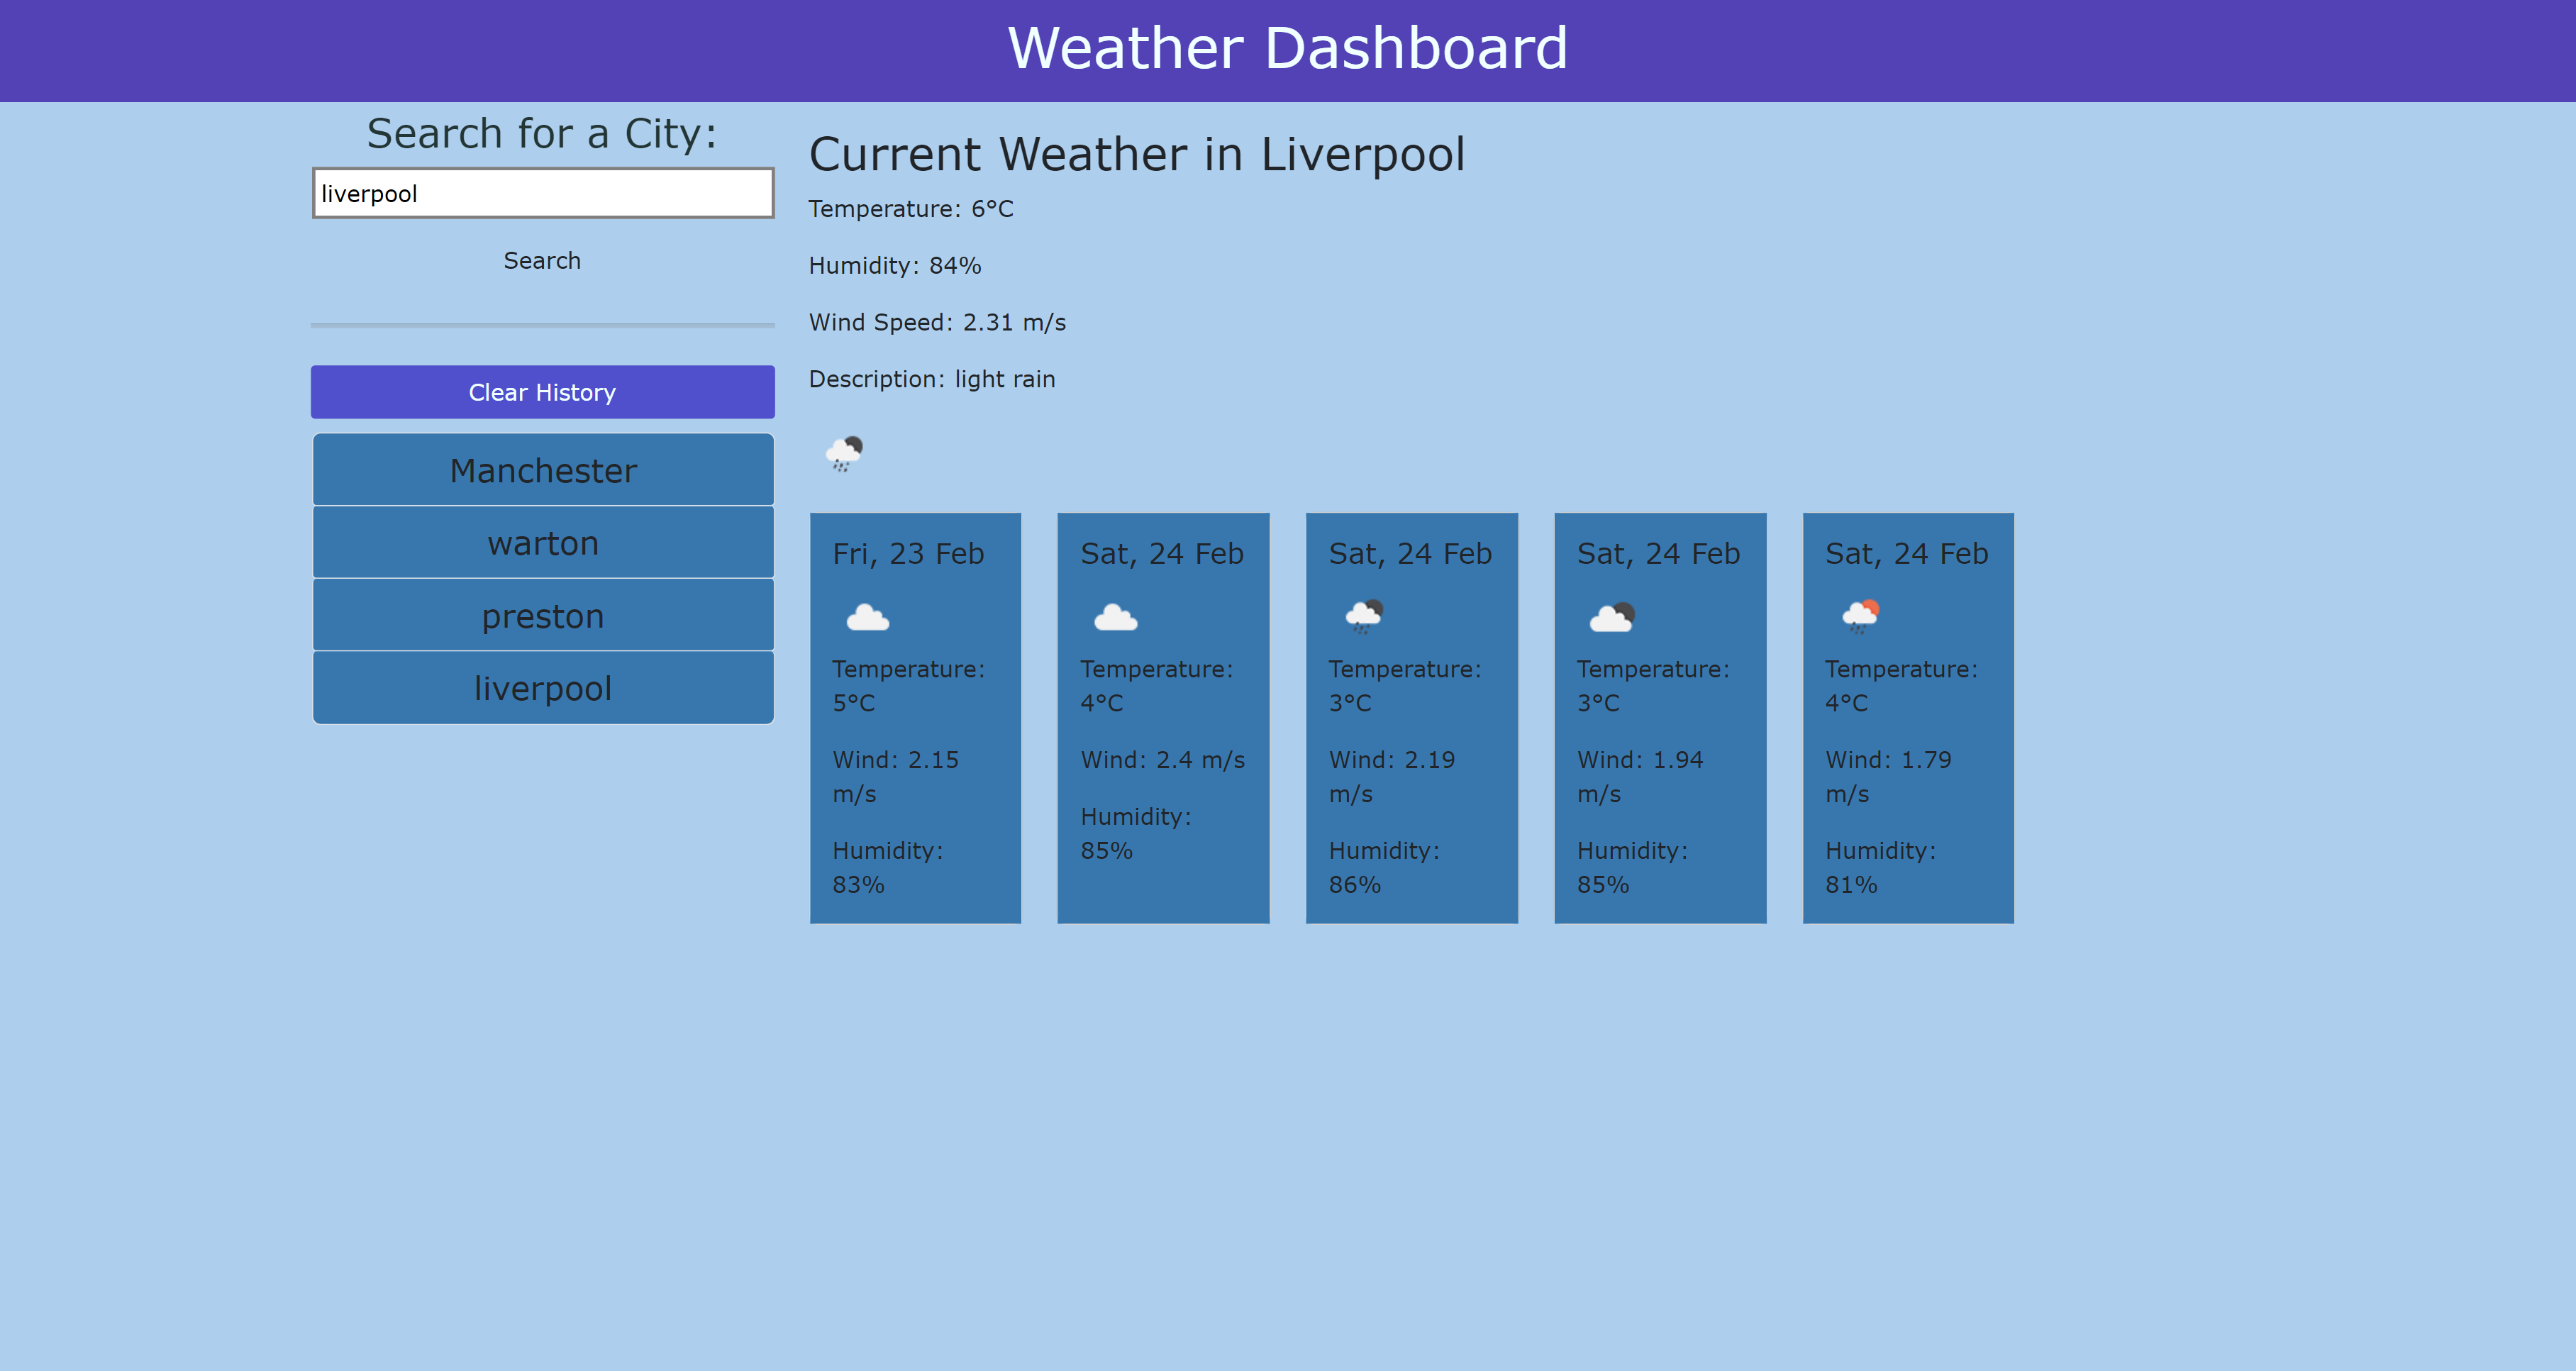 Weather Dashboard
Search for a City:
liverpool
Search
Clear History
Manchester
warton
preston
liverpool
Current Weather in Liverpool
Temperature: 6°C
Humidity: 84%
Wind Speed: 2.31 m/s
Description: light rain
Fri, 23 Feb
Temperature:
5°C
Wind: 2.15
m/s
Humidity:
83%
Sat, 24 Feb
Temperature:
4°C
Wind: 2.4 m/s
Humidity:
85%
Sat, 24 Feb
Temperature:
3°C
Wind: 2.19
m/s
Humidity:
86%
Sat, 24 Feb
Temperature:
3°C
Wind: 1.94
m/s
Humidity:
85%
Sat, 24 Feb
Temperature:
4°C
Wind: 1.79
m/s
Humidity:
81%